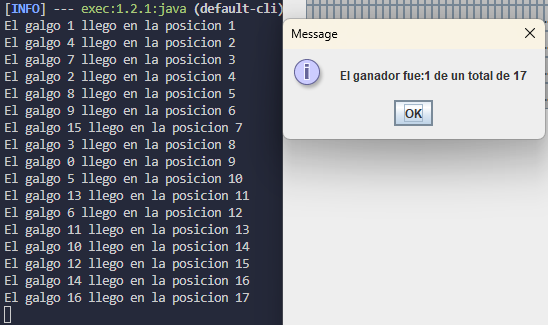 [INFO] --- exec:1.2.1:java (default-cli)
El galgo 1 llego en la posicion 1
El galgo 4 llego en la posicion 2
El galgo 7 llego en la posicion 3
El galgo 2 llego en la posicion 4
El galgo 8 llego en la posicion 5
El galgo 9 llego en la posicion 6
El galgo 15 llego en la posicion 7
El galgo 3 llego en la posicion 8
El galgo 0 llego en la posicion 9
El galgo 5 llego en la posicion 10
El galgo 13 llego en la posicion 11
El galgo 6 llego en la posicion 12
El galgo 11 llego en la posicion 13
El galgo 10 llego en la posicion 14
El galgo 12 llego en la posicion 15
El galgo 14 llego en la posicion 16
El galgo 16 llego en la posicion 17
Message
El ganador fue:1 de un total de 17
OK